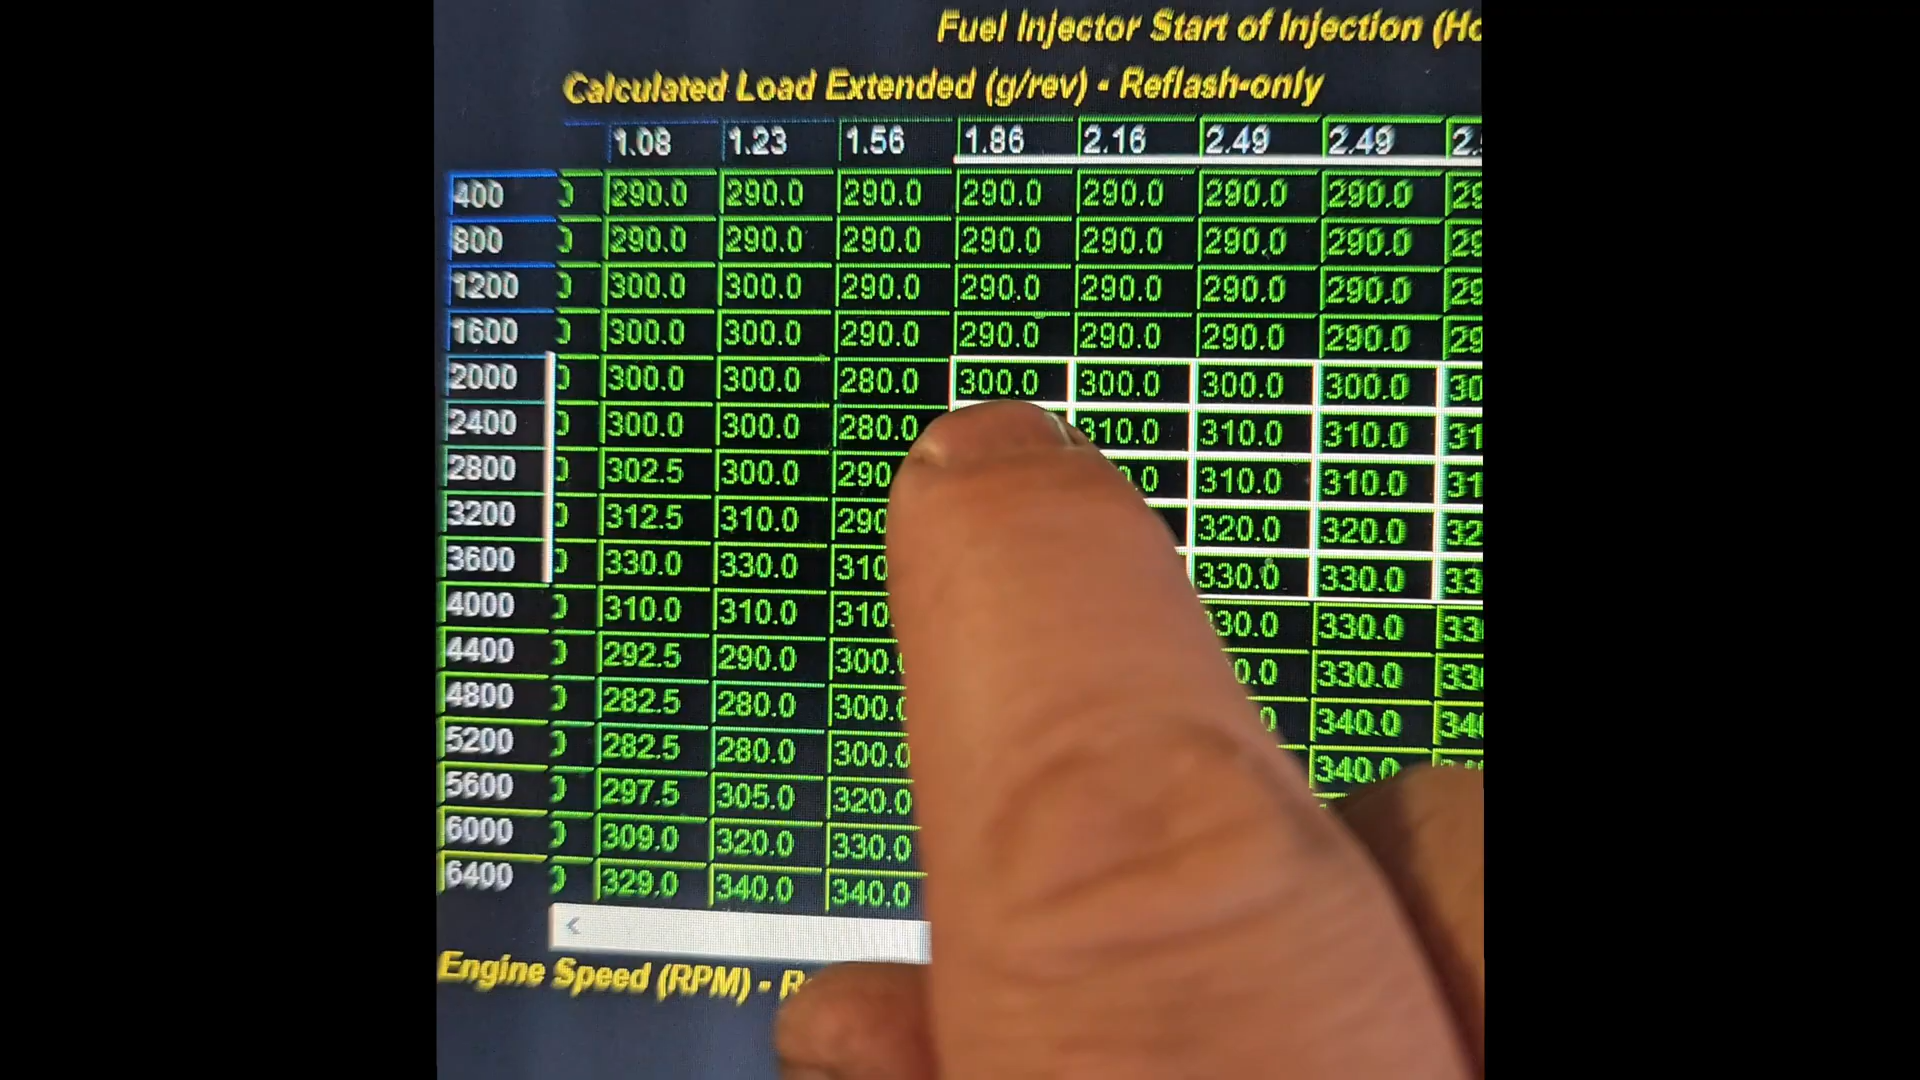 Fuel Injector Start of Injection
Calculated Load Extended (g/rev) - Reflash-only
1.08 1.23 1.56 1.86 2.16 2.49 2.49
400 290.0 290.0 290.0 290.0 290.0 290.0 290.0
800 290.0 290.0 290.0 290.0 290.0 290.0 290.0
1200 300.0 300.0 290.0 290.0 290.0 290.0 290.0
1600 300.0 300.0 290.0 290.0 290.0 290.0 290.0
2000 300.0 300.0 280.0 300.0 300.0 300.0 300.0
2400 300.0 300.0 280.0 310.0 310.0 310.0
2800 302.5 300.0 290 310.0 310.0
3200 312.5 310.0 290 320.0 320.0
3600 330.0 330.0 310 330.0 330.0
4000 310.0 310.0 310 330.0
4400 292.5 290.0 300. 330.0
4800 282.5 280.0 300. 340.0
5200 282.5 280.0 300.0 340.0
5600 297.5 305.0 320.0
6000 309.0 320.0 330.0
6400 329.0 340.0 340.0
Engine Speed (RPM) -